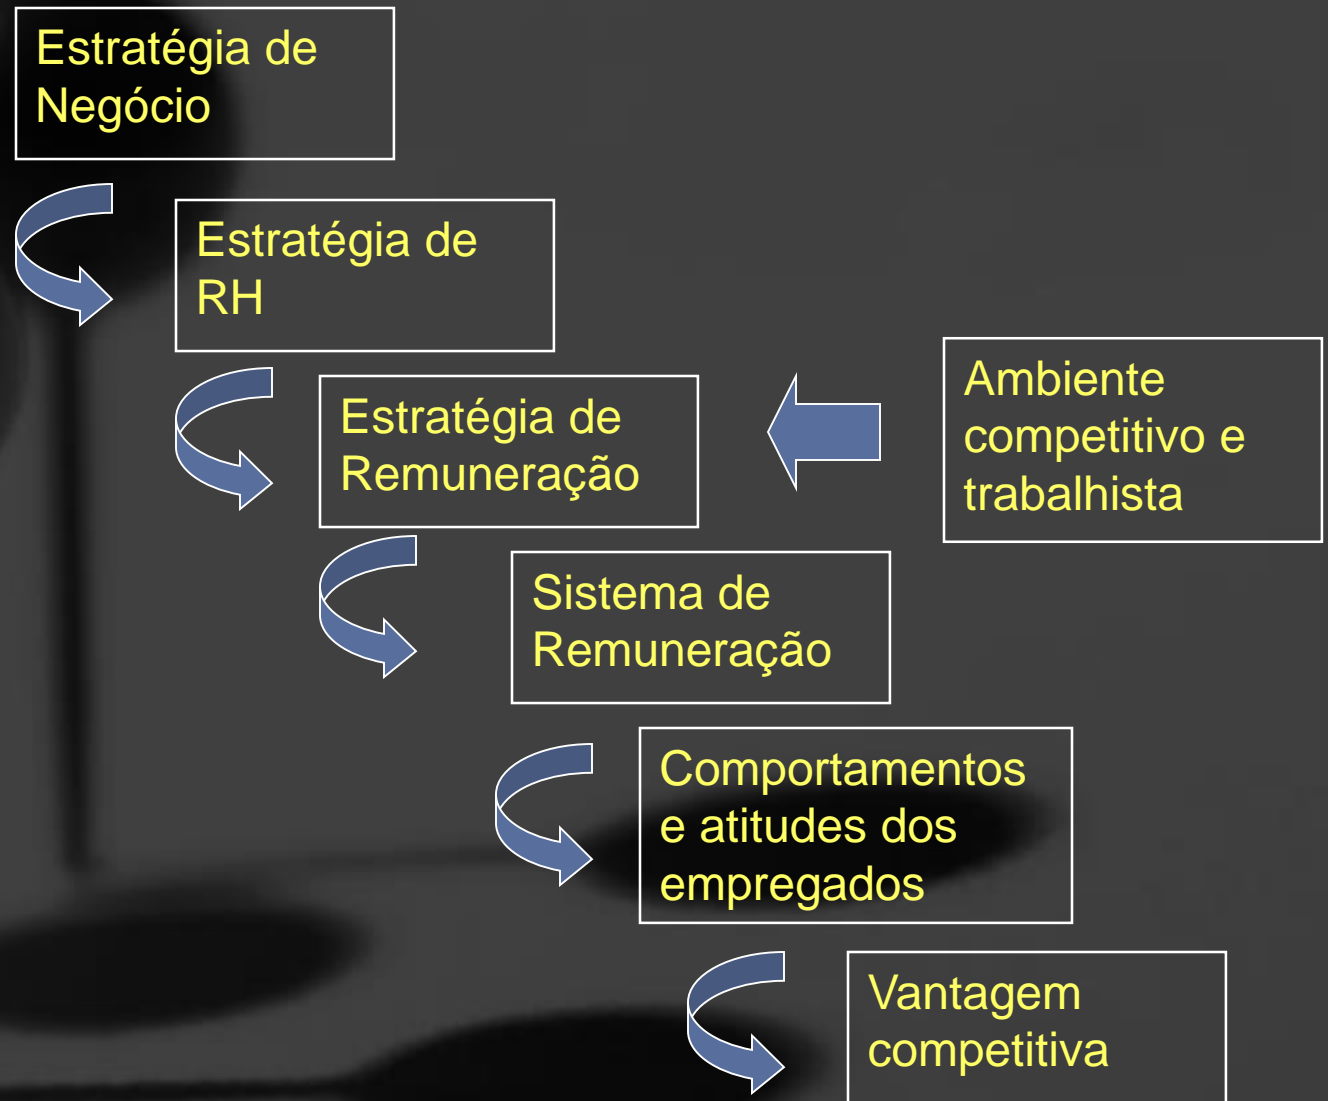 Estratégia de
Negócio
Estratégia de
RH
Estratégia de
Remuneração
Ambiente
competitivo e
trabalhista
Sistema de
Remuneração
Comportamentos
e atitudes dos
empregados
Vantagem
competitiva